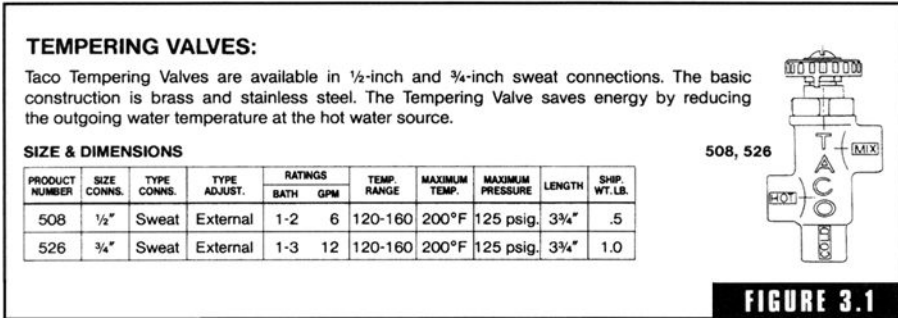 TEMPERING VALVES:
Taco Tempering Valves are available in ½-inch and ¾-inch sweat connections. The basic
construction is brass and stainless steel. The Tempering Valve saves energy by reducing
the outgoing water temperature at the hot water source.
SIZE & DIMENSIONS
PRODUCT NUMBER SIZE CONNS. TYPE CONNS. TYPE ADJUST. RATINGS BATH GPM TEMP. RANGE MAXIMUM TEMP. MAXIMUM PRESSURE LENGTH SHIP. WT. LB.
508 ½" Sweat External 1-2 6 120-160 200°F 125 psig. 3¾" .5
526 ¾" Sweat External 1-3 12 120-160 200°F 125 psig. 3¾" 1.0
508, 526
TACO
MIX
HOT
COLD
FIGURE 3.1